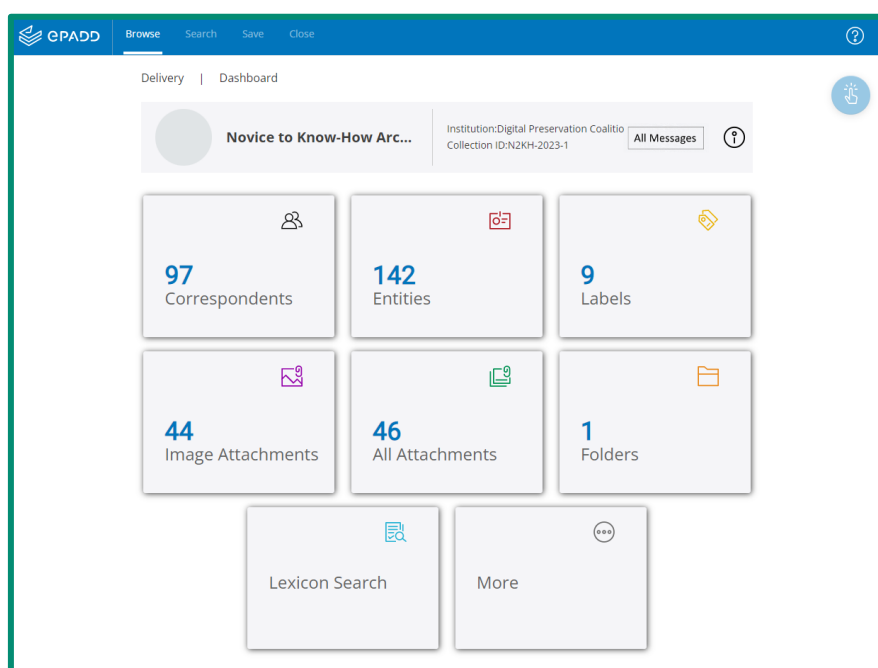 ePADD Browse Search Save Close
Delivery | Dashboard
Novice to Know-How Arc...
Institution:Digital Preservation Coalitio
Collection ID:N2KH-2023-1
All Messages
97
Correspondents
142
Entities
9
Labels
44
Image Attachments
46
All Attachments
1
Folders
Lexicon Search
More